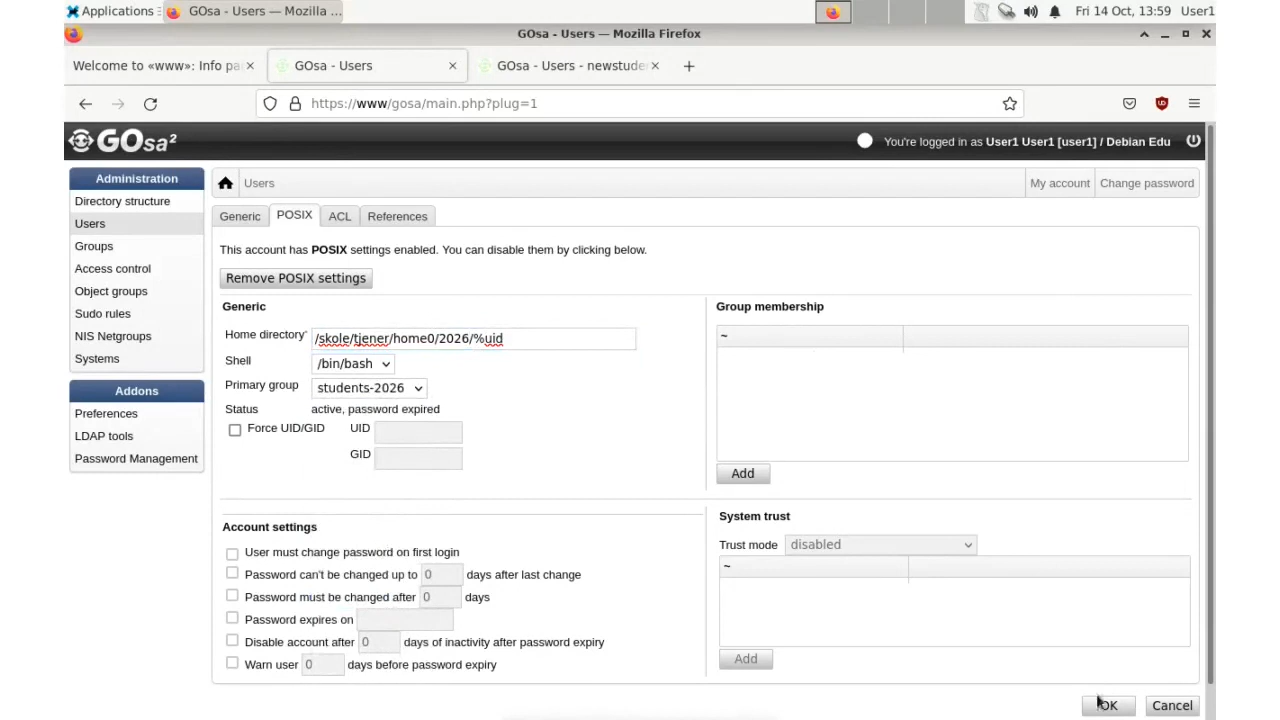 Applications
GOsa - Users — Mozilla ...
Fri 14 Oct, 13:59
User1
GOsa - Users — Mozilla Firefox
Welcome to «www»: Info pa
GOsa - Users
GOsa - Users - newstude
https://www/gosa/main.php?plug=1
GOsa²
You're logged in as User1 User1 [user1] / Debian Edu
Administration
Directory structure
Users
Groups
Access control
Object groups
Sudo rules
NIS Netgroups
Systems
Addons
Preferences
LDAP tools
Password Management
Users
My account
Change password
Generic
POSIX
ACL
References
This account has POSIX settings enabled. You can disable them by clicking below.
Remove POSIX settings
Generic
Home directory* /skole/tjener/home0/2026/%uid
Shell /bin/bash
Primary group students-2026
Status active, password expired
Force UID/GID UID
GID
Group membership
~
Add
Account settings
User must change password on first login
Password can't be changed up to 0 days after last change
Password must be changed after 0 days
Password expires on
Disable account after 0 days of inactivity after password expiry
Warn user 0 days before password expiry
System trust
Trust mode disabled
~
Add
OK
Cancel